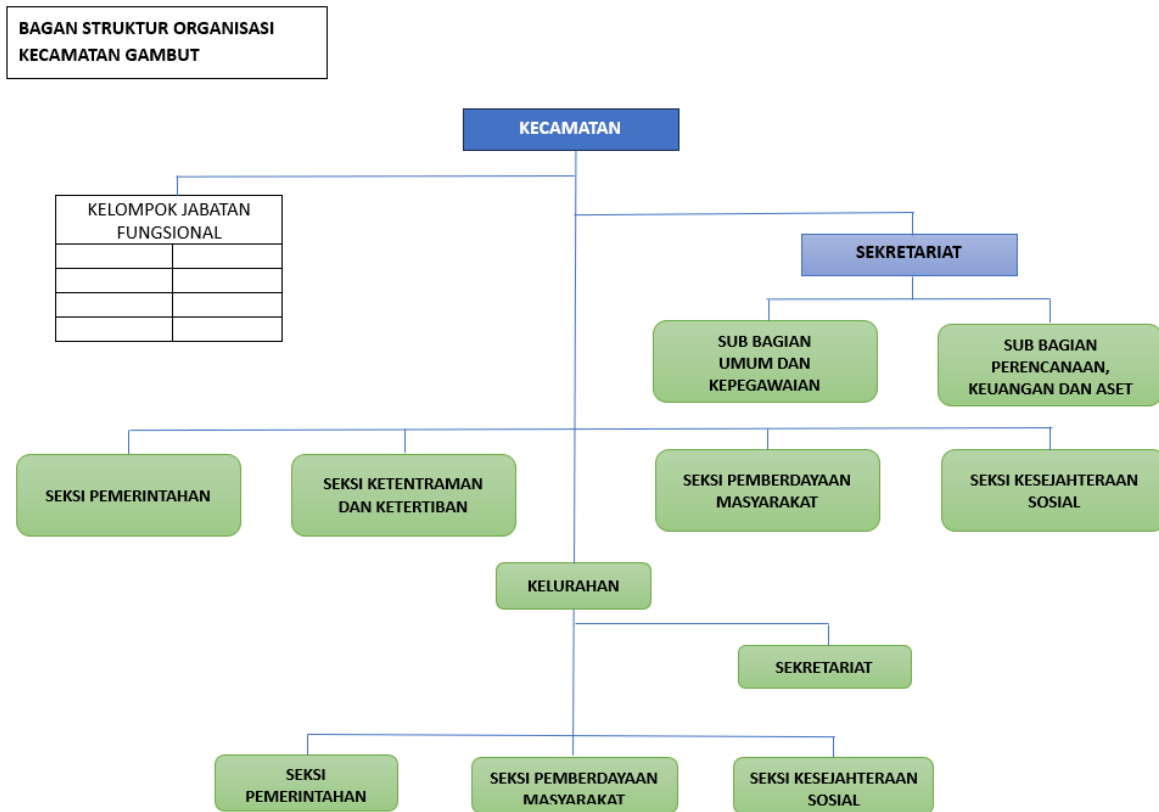 BAGAN STRUKTUR ORGANISASI
KECAMATAN GAMBUT
KECAMATAN
KELOMPOK JABATAN
FUNGSIONAL
SEKRETARIAT
SUB BAGIAN
UMUM DAN
KEPEGAWAIAN
SUB BAGIAN
PERENCANAAN,
KEUANGAN DAN ASET
SEKSI PEMERINTAHAN
SEKSI KETENTRAMAN
DAN KETERTIBAN
SEKSI PEMBERDAYAAN
MASYARAKAT
SEKSI KESEJAHTERAAN
SOSIAL
KELURAHAN
SEKRETARIAT
SEKSI
PEMERINTAHAN
SEKSI PEMBERDAYAAN
MASYARAKAT
SEKSI KESEJAHTERAAN
SOSIAL